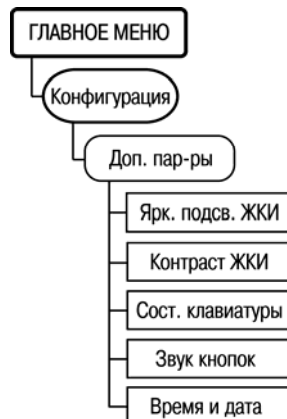 ГЛАВНОЕ МЕНЮ
Конфигурация
Доп. пар-ры
Ярк. подсв. ЖКИ
Контраст ЖКИ
Сост. клавиатуры
Звук кнопок
Время и дата